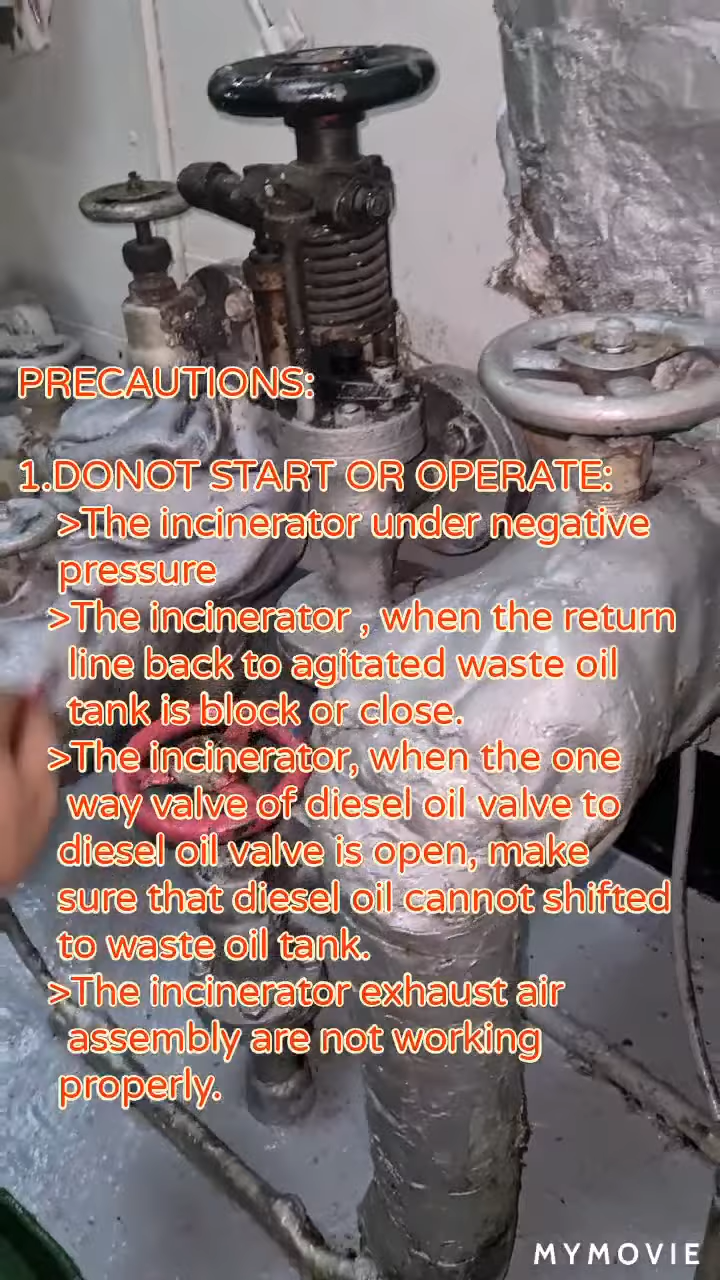 PRECAUTIONS:
1.DONOT START OR OPERATE:
>The incinerator under negative
pressure
>The incinerator , when the return
line back to agitated waste oil
tank is block or close.
>The incinerator, when the one
way valve of diesel oil valve to
diesel oil valve is open, make
sure that diesel oil cannot shifted
to waste oil tank.
>The incinerator exhaust air
assembly are not working
properly.
MYMOVIE